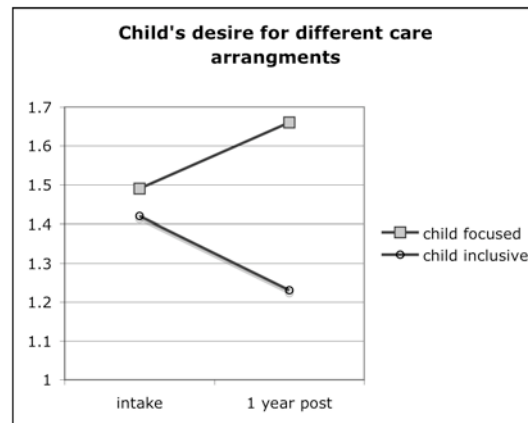 Child's desire for different care
arrangments
1.7
1.6
1.5
1.4
1.3
1.2
1.1
1
intake
1 year post
child focused
child inclusive